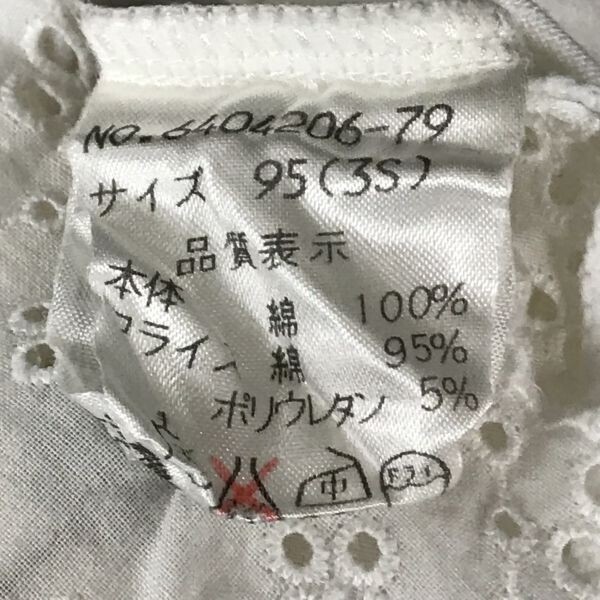 NO. 6404206-79
サイズ 95(3S)
品質表示
本体 綿 100%
フライス 綿 95%
ポリウレタン 5%
中